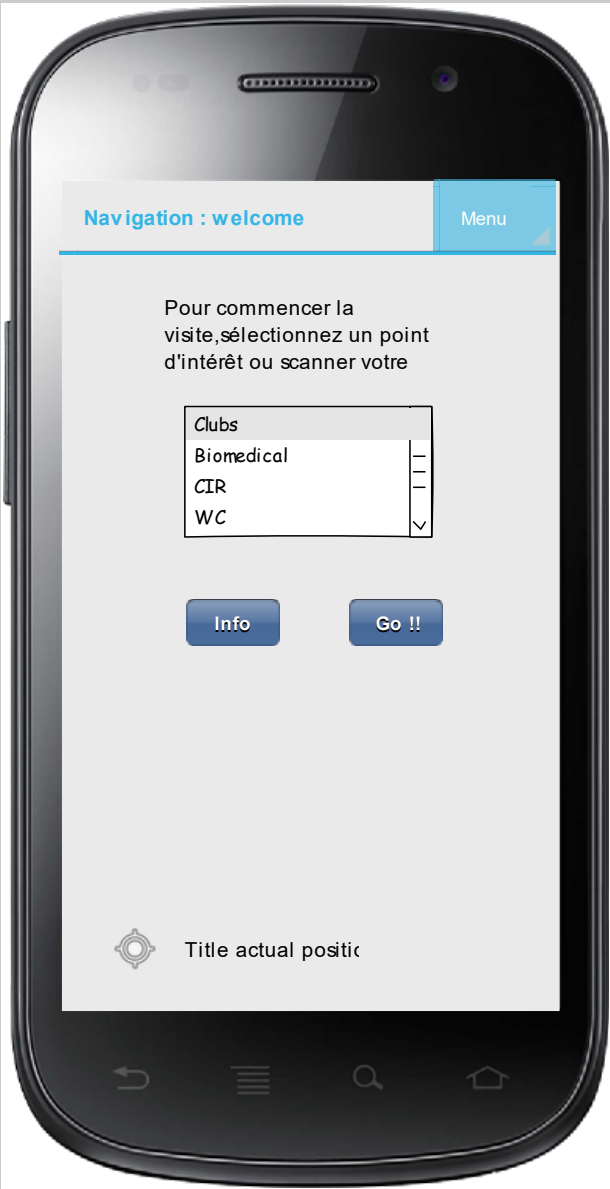 Navigation : welcome
Menu
Pour commencer la
visite,sélectionnez un point
d'intérêt ou scanner votre
Clubs
Biomedical
CIR
WC
Info
Go !!
Title actual positic